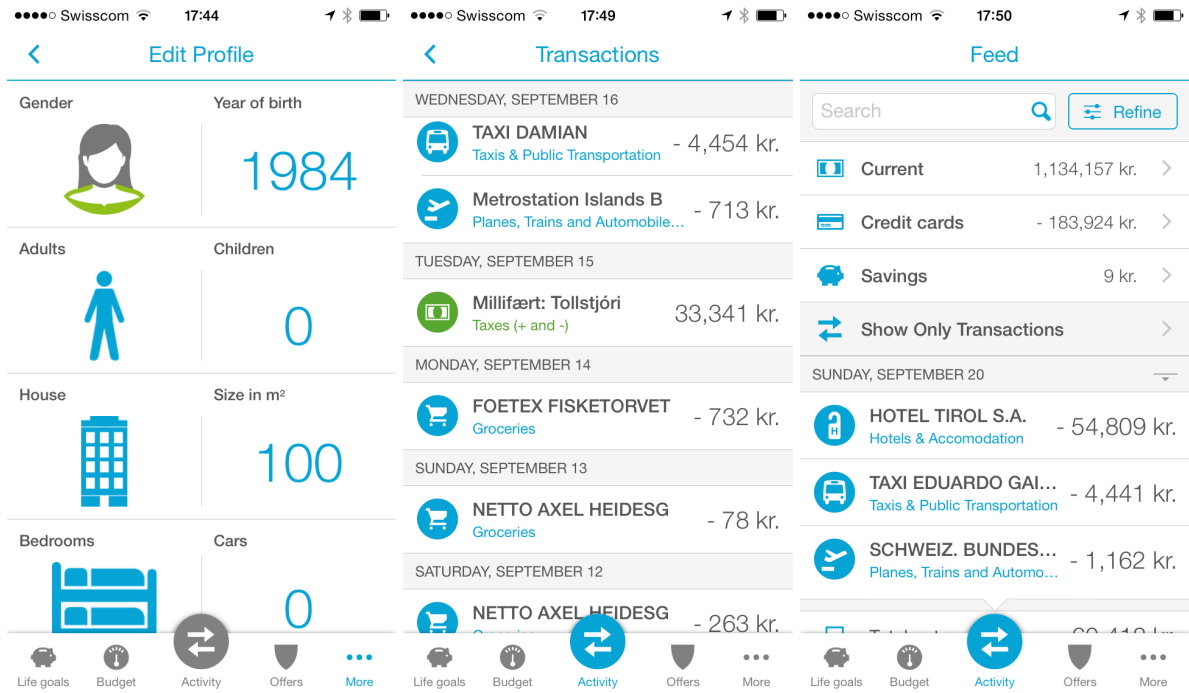 Swisscom 17:44
Edit Profile
Gender Year of birth
1984
Adults Children
0
House Size in m²
100
Bedrooms Cars
0
Life goals Budget Activity Offers More
Swisscom 17:49
Transactions
WEDNESDAY, SEPTEMBER 16
TAXI DAMIAN
Taxis & Public Transportation
- 4,454 kr.
Metrostation Islands B
Planes, Trains and Automobile...
- 713 kr.
TUESDAY, SEPTEMBER 15
Millifært: Tollstjóri
Taxes (+ and -)
33,341 kr.
MONDAY, SEPTEMBER 14
FOETEX FISKETORVET
Groceries
- 732 kr.
SUNDAY, SEPTEMBER 13
NETTO AXEL HEIDESG
Groceries
- 78 kr.
SATURDAY, SEPTEMBER 12
NETTO AXEL HEIDESG
- 263 kr.
Life goals Budget Activity Offers More
Swisscom 17:50
Feed
Search
Refine
Current 1,134,157 kr.
Credit cards - 183,924 kr.
Savings 9 kr.
Show Only Transactions
SUNDAY, SEPTEMBER 20
HOTEL TIROL S.A.
Hotels & Accomodation
- 54,809 kr.
TAXI EDUARDO GAI...
Taxis & Public Transportation
- 4,441 kr.
SCHWEIZ. BUNDES...
Planes, Trains and Automo...
- 1,162 kr.
Life goals Budget Activity Offers More